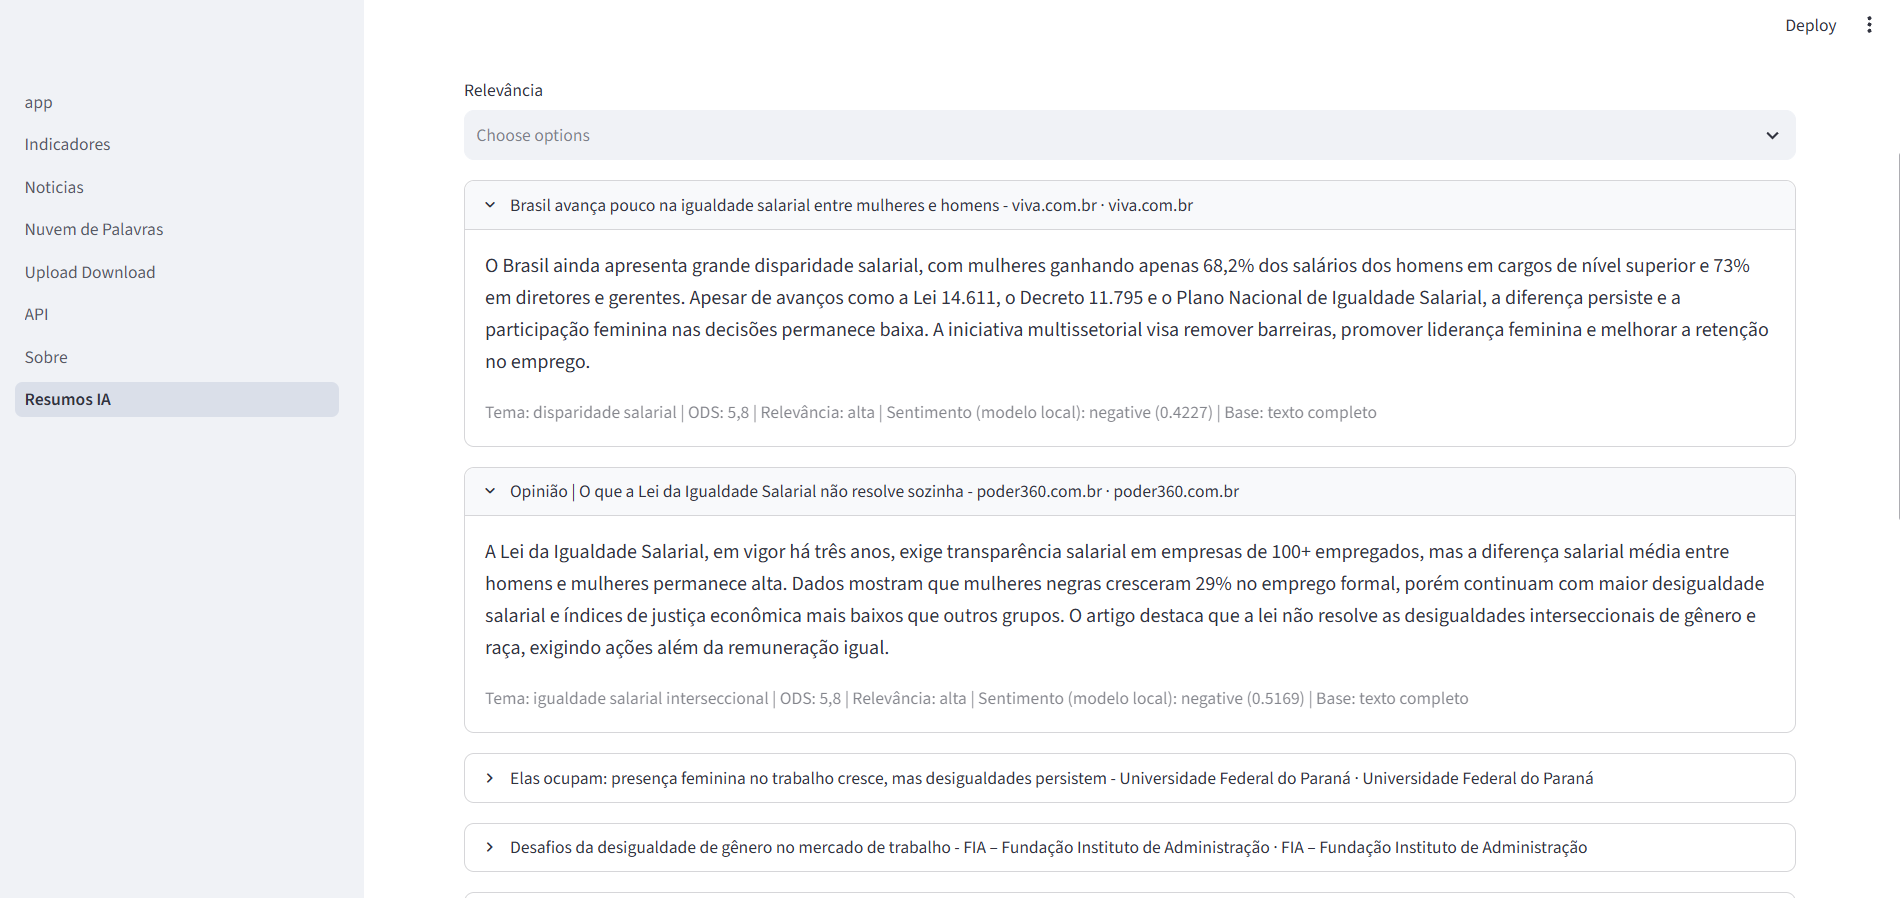 Deploy
app
Indicadores
Noticias
Nuvem de Palavras
Upload Download
API
Sobre
Resumos IA
Relevância
Choose options
Brasil avança pouco na igualdade salarial entre mulheres e homens - viva.com.br · viva.com.br
O Brasil ainda apresenta grande disparidade salarial, com mulheres ganhando apenas 68,2% dos salários dos homens em cargos de nível superior e 73%
em diretores e gerentes. Apesar de avanços como a Lei 14.611, o Decreto 11.795 e o Plano Nacional de Igualdade Salarial, a diferença persiste e a
participação feminina nas decisões permanece baixa. A iniciativa multissetorial visa remover barreiras, promover liderança feminina e melhorar a retenção
no emprego.
Tema: disparidade salarial | ODS: 5,8 | Relevância: alta | Sentimento (modelo local): negative (0.4227) | Base: texto completo
Opinião | O que a Lei da Igualdade Salarial não resolve sozinha - poder360.com.br · poder360.com.br
A Lei da Igualdade Salarial, em vigor há três anos, exige transparência salarial em empresas de 100+ empregados, mas a diferença salarial média entre
homens e mulheres permanece alta. Dados mostram que mulheres negras cresceram 29% no emprego formal, porém continuam com maior desigualdade
salarial e índices de justiça econômica mais baixos que outros grupos. O artigo destaca que a lei não resolve as desigualdades interseccionais de gênero e
raça, exigindo ações além da remuneração igual.
Tema: igualdade salarial interseccional | ODS: 5,8 | Relevância: alta | Sentimento (modelo local): negative (0.5169) | Base: texto completo
Elas ocupam: presença feminina no trabalho cresce, mas desigualdades persistem - Universidade Federal do Paraná · Universidade Federal do Paraná
Desafios da desigualdade de gênero no mercado de trabalho - FIA – Fundação Instituto de Administração · FIA – Fundação Instituto de Administração